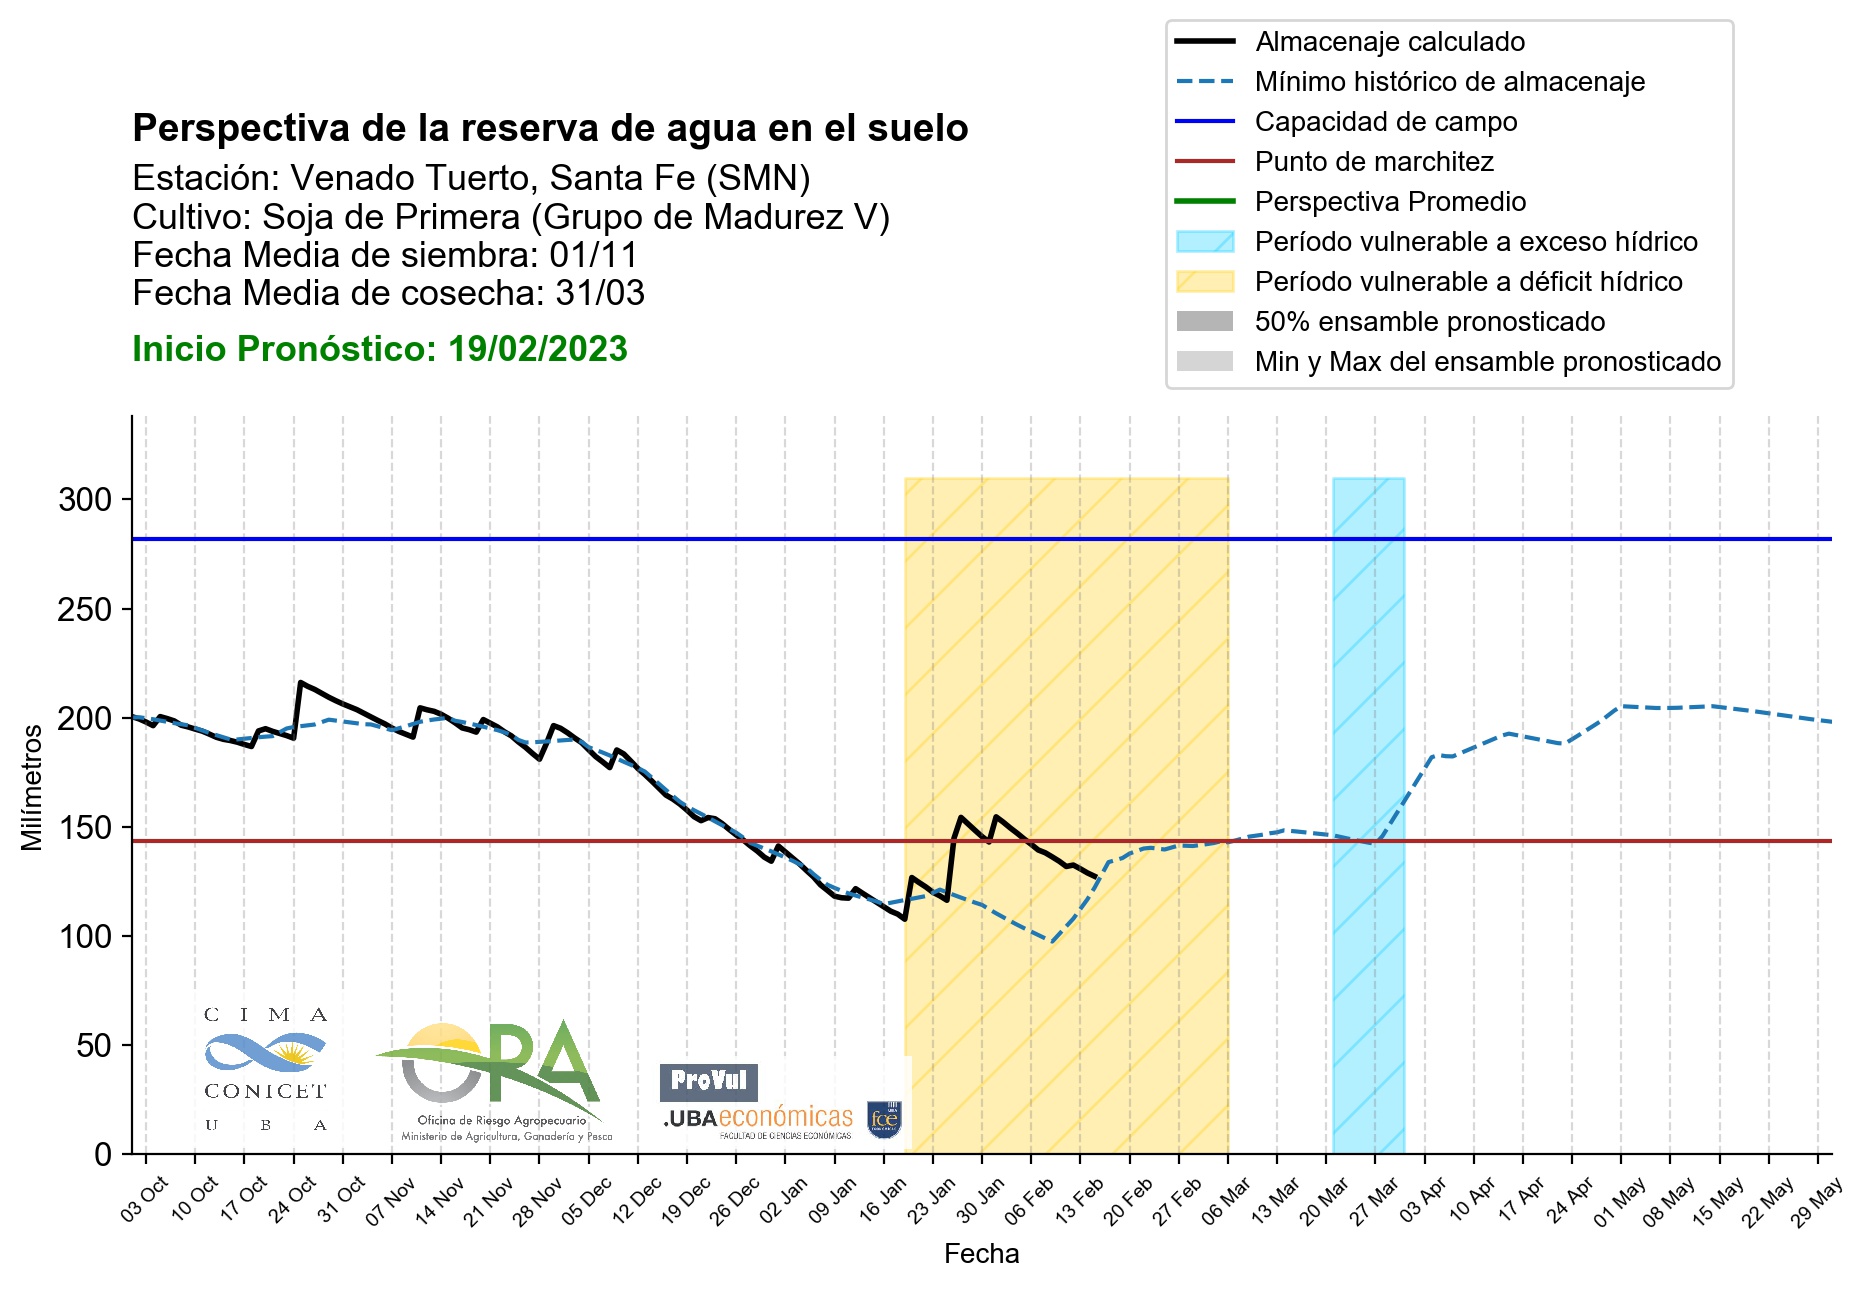 Almacenaje calculado
Mínimo histórico de almacenaje
Capacidad de campo
Punto de marchitez
Perspectiva Promedio
Período vulnerable a exceso hídrico
Período vulnerable a déficit hídrico
50% ensamble pronosticado
Min y Max del ensamble pronosticado
Perspectiva de la reserva de agua en el suelo
Estación: Venado Tuerto, Santa Fe (SMN)
Cultivo: Soja de Primera (Grupo de Madurez V)
Fecha Media de siembra: 01/11
Fecha Media de cosecha: 31/03
Inicio Pronóstico: 19/02/2023
Milímetros
300
250
200
150
100
50
0
C I M A
CONICET
U B A
ORA
Oficina de Riesgo Agropecuario
Ministerio de Agricultura, Ganadería y Pesca
ProVul
.UBAeconómicas
FACULTAD DE CIENCIAS ECONÓMICAS
UBA
fce
ECONÓMICAS
03 Oct
10 Oct
17 Oct
24 Oct
31 Oct
07 Nov
14 Nov
21 Nov
28 Nov
05 Dec
12 Dec
19 Dec
26 Dec
02 Jan
09 Jan
16 Jan
23 Jan
30 Jan
06 Feb
13 Feb
20 Feb
27 Feb
06 Mar
13 Mar
20 Mar
27 Mar
03 Apr
10 Apr
17 Apr
24 Apr
01 May
08 May
15 May
22 May
29 May
Fecha